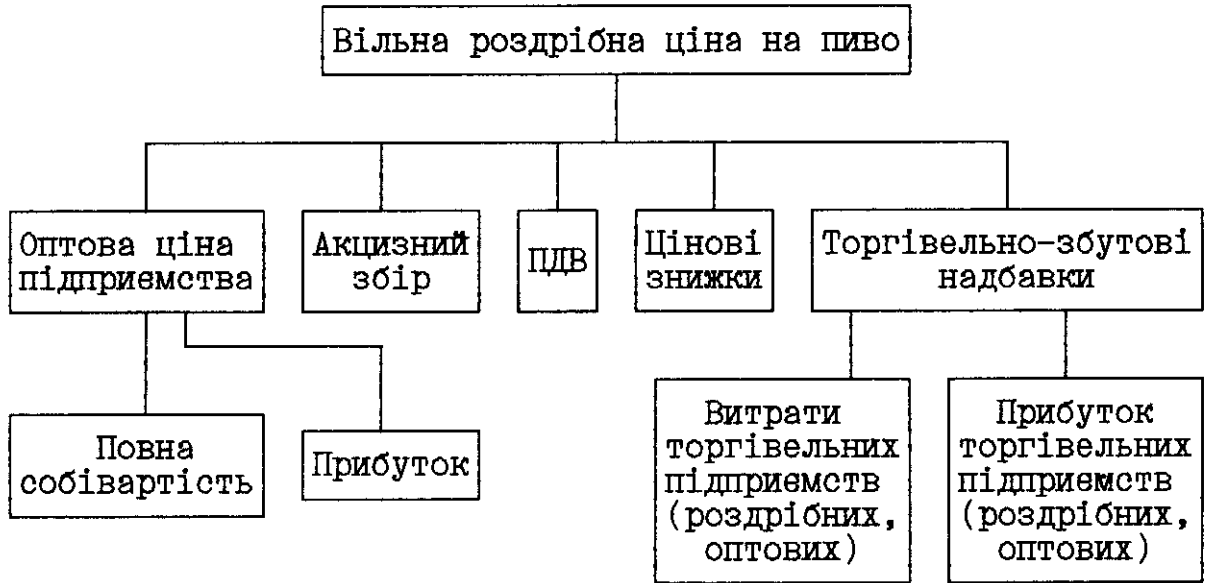 Вільна роздрібна ціна на пиво
Оптова ціна
підприємства
Акцизний
збір
ПДВ
Цінові
знижки
Торгівельно-збутові
надбавки
Повна
собівартість
Прибуток
Витрати
торгівельних
підприємств
(роздрібних,
оптових)
Прибуток
торгівельних
підприємств
(роздрібних,
оптових)